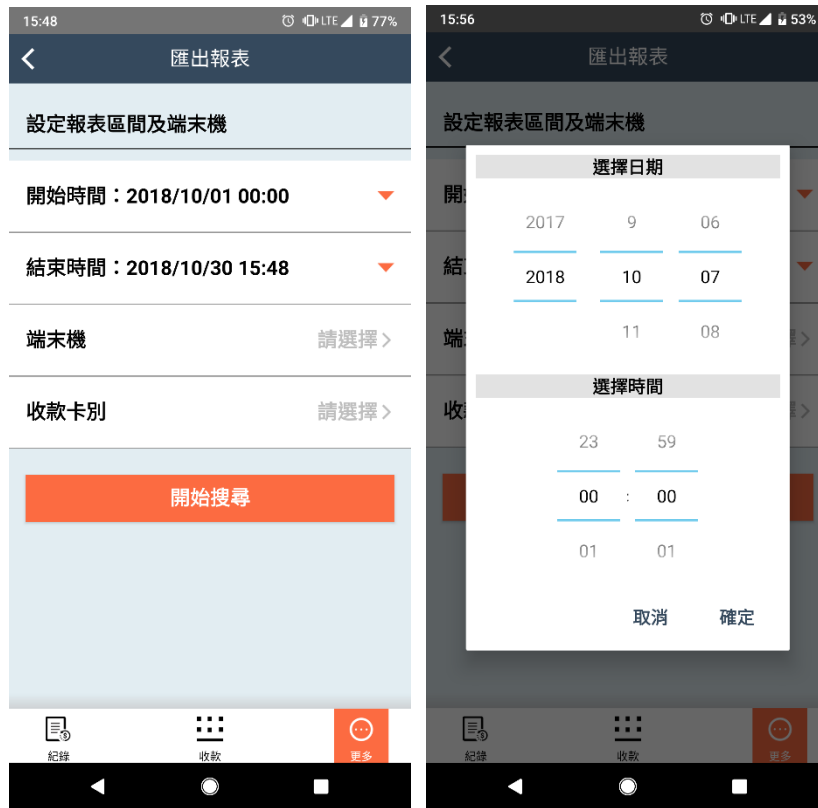 15:48
LTE 77%
匯出報表
設定報表區間及端末機
開始時間：2018/10/01 00:00
結束時間：2018/10/30 15:48
端末機 請選擇
收款卡別 請選擇
開始搜尋
紀錄 收款 更多
15:56
LTE 53%
匯出報表
設定報表區間及端末機
選擇日期
開
2017 9 06
結
2018 10 07
端
11 08
選擇時間
收
23 59
00 : 00
01 01
取消 確定
紀錄 收款 更多